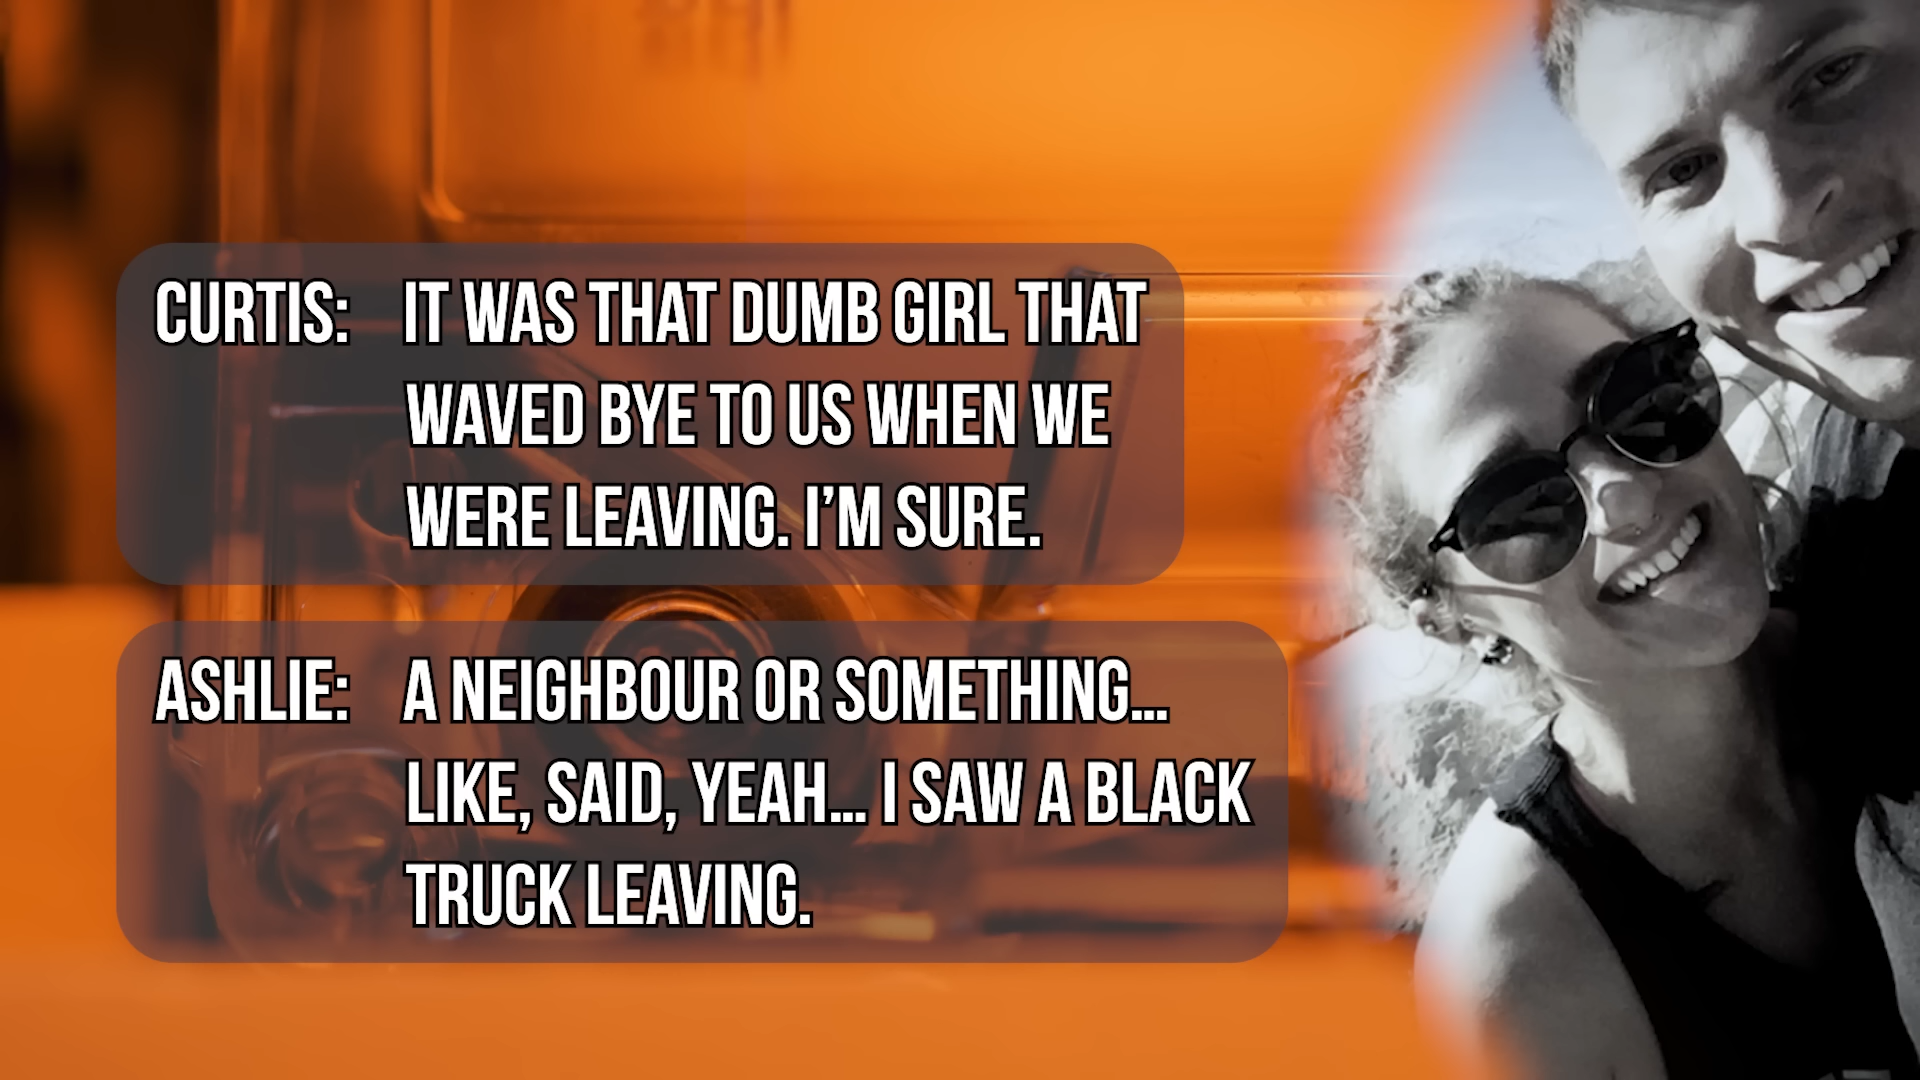 CURTIS: IT WAS THAT DUMB GIRL THAT
WAVED BYE TO US WHEN WE
WERE LEAVING. I’M SURE.
ASHLIE: A NEIGHBOUR OR SOMETHING...
LIKE, SAID, YEAH... I SAW A BLACK
TRUCK LEAVING.